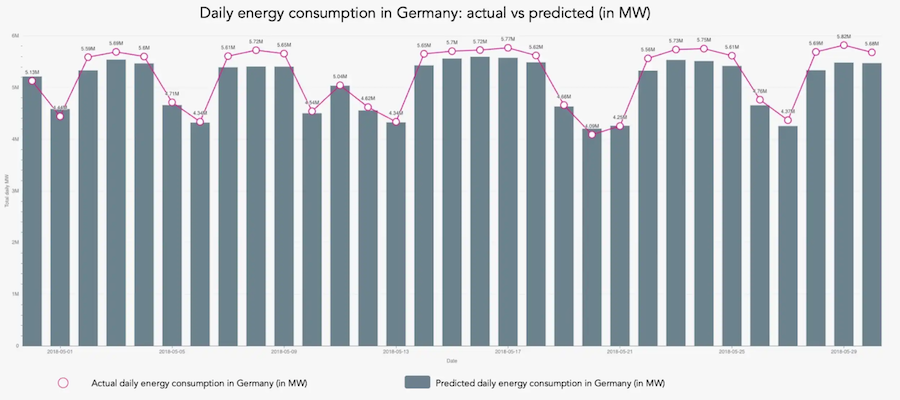 Daily energy consumption in Germany: actual vs predicted (in MW)
6M
5M
4M
3M
2M
1M
0
Total daily MW
5.13M
5.59M
5.69M
5.6M
4.71M
4.34M
5.61M
5.72M
5.65M
4.54M
5.04M
4.62M
4.34M
5.65M
5.7M
5.72M
5.77M
5.62M
4.66M
4.09M
5.56M
5.73M
5.75M
5.61M
4.76M
4.37M
5.69M
5.82M
5.68M
2018-05-01
2018-05-05
2018-05-09
2018-05-13
2018-05-17
2018-05-21
2018-05-25
2018-05-29
Date
Actual daily energy consumption in Germany (in MW)
Predicted daily energy consumption in Germany (in MW)